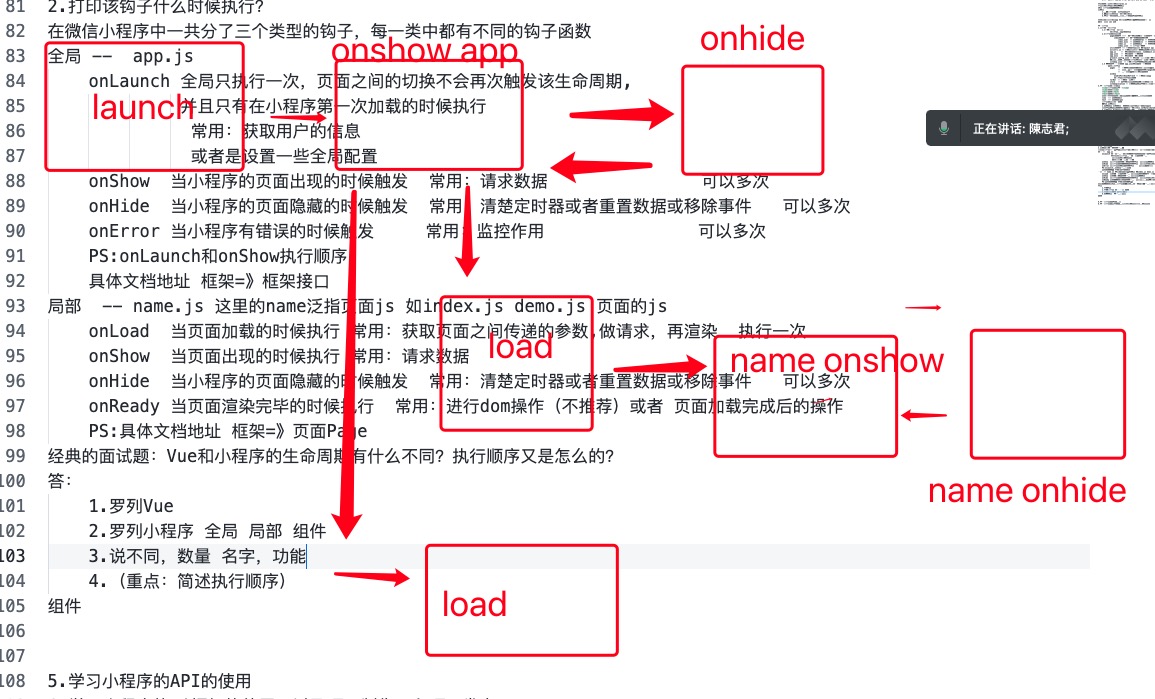 81 2.打印该钩子什么时候执行?
82 在微信小程序中一共分了三个类型的钩子，每一类中都有不同的钩子函数
onshow app
onhide
83 全局 -- app.js
84 onLaunch 全局只执行一次，页面之间的切换不会再次触发该生命周期,
launch
85 并且只有在小程序第一次加载的时候执行
86 常用: 获取用户的信息
正在讲话: 陳志君;
87 或者是设置一些全局配置
88 onShow 当小程序的页面出现的时候触发 常用: 请求数据 可以多次
89 onHide 当小程序的页面隐藏的时候触发 常用: 清楚定时器或者重置数据或移除事件 可以多次
90 onError 当小程序有错误的时候触发 常用: 监控作用 可以多次
91 PS:onLaunch和onShow执行顺序
92 具体文档地址 框架=》框架接口
93 局部 -- name.js 这里的name泛指页面js 如index.js demo.js 页面的js
94 onLoad 当页面加载的时候执行 常用: 获取页面之间传递的参数,做请求，再渲染 执行一次
load
name onshow
95 onShow 当页面出现的时候执行 常用: 请求数据
96 onHide 当小程序的页面隐藏的时候触发 常用: 清楚定时器或者重置数据或移除事件 可以多次
97 onReady 当页面渲染完毕的时候执行 常用: 进行dom操作（不推荐）或者 页面加载完成后的操作
98 PS:具体文档地址 框架=》页面Page
99 经典的面试题: Vue和小程序的生命周期有什么不同? 执行顺序又是怎么的?
100 答:
name onhide
101 1.罗列Vue
102 2.罗列小程序 全局 局部 组件
103 3.说不同，数量 名字，功能
104 4.（重点: 简述执行顺序）
105 组件
load
106
107
108 5.学习小程序的API的使用